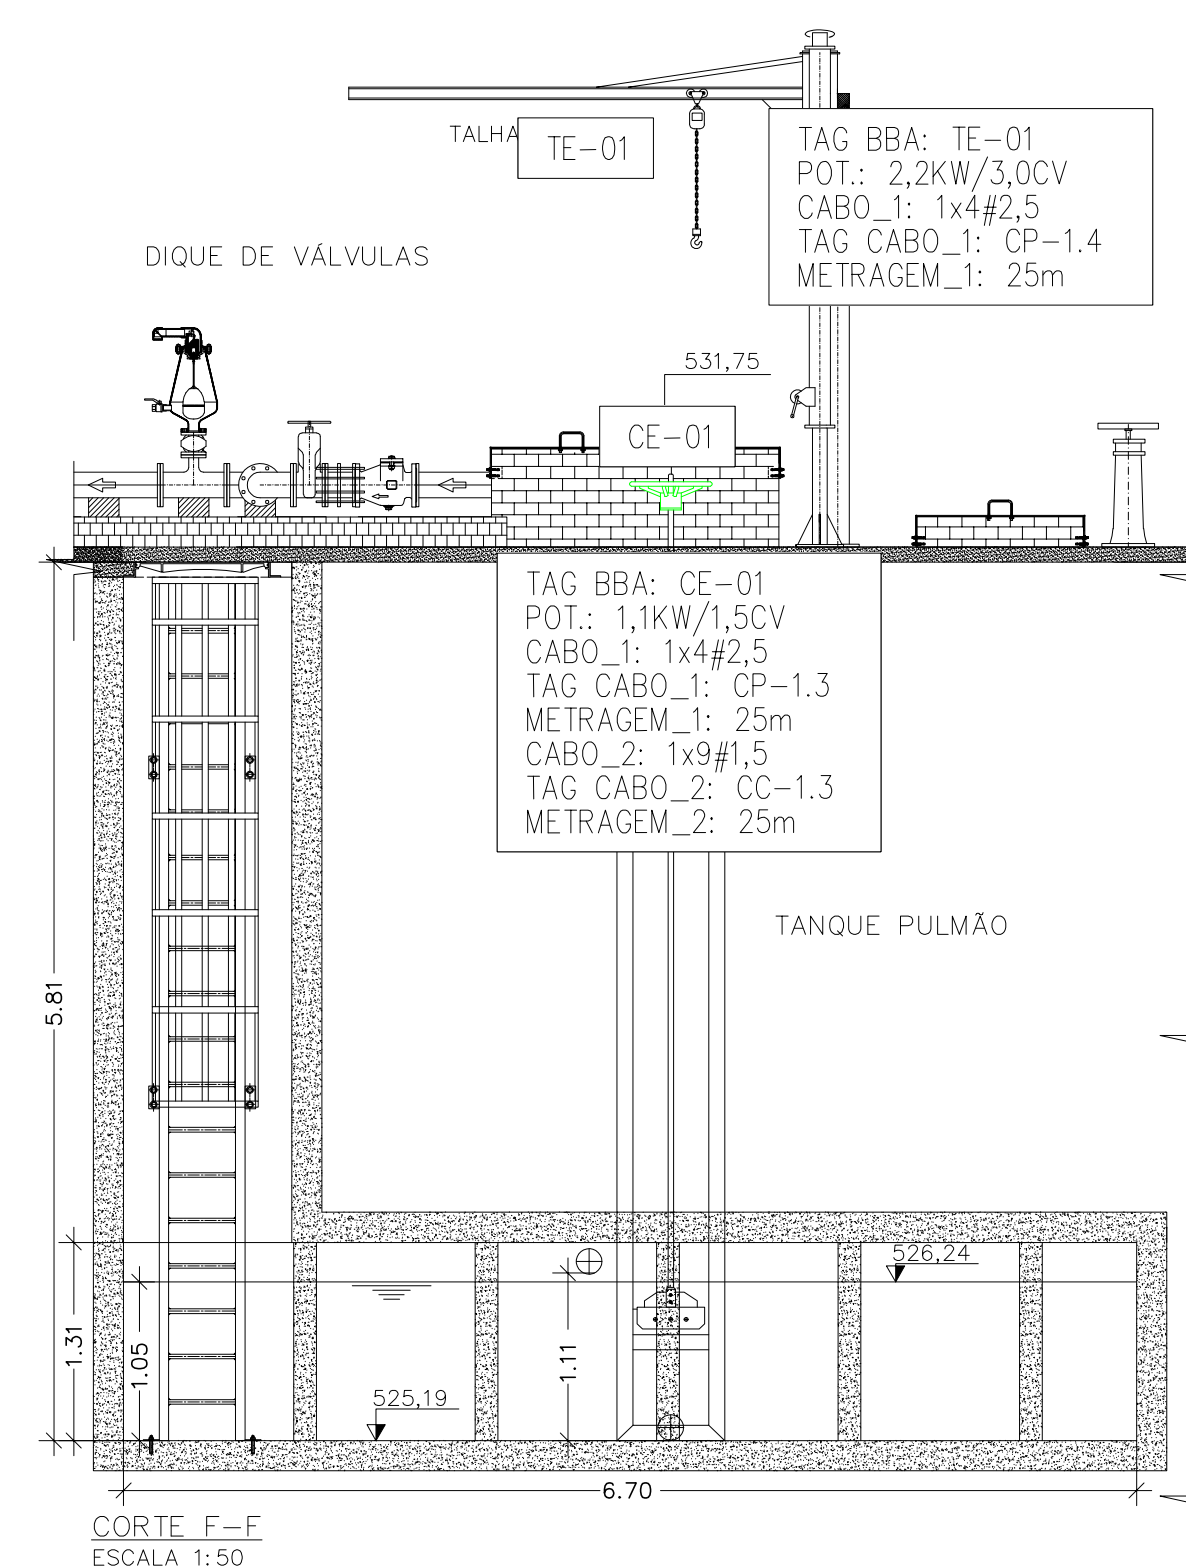 TALHA
TE-01
TAG BBA: TE-01
POT.: 2,2KW/3,0CV
CABO_1: 1x4#2,5
TAG CABO_1: CP-1.4
METRAGEM_1: 25m
DIQUE DE VÁLVULAS
531,75
CE-01
TAG BBA: CE-01
POT.: 1,1KW/1,5CV
CABO_1: 1x4#2,5
TAG CABO_1: CP-1.3
METRAGEM_1: 25m
CABO_2: 1x9#1,5
TAG CABO_2: CC-1.3
METRAGEM_2: 25m
TANQUE PULMÃO
5.81
526,24
1.31
1.05
1.11
525,19
6.70
CORTE F-F
ESCALA 1:50